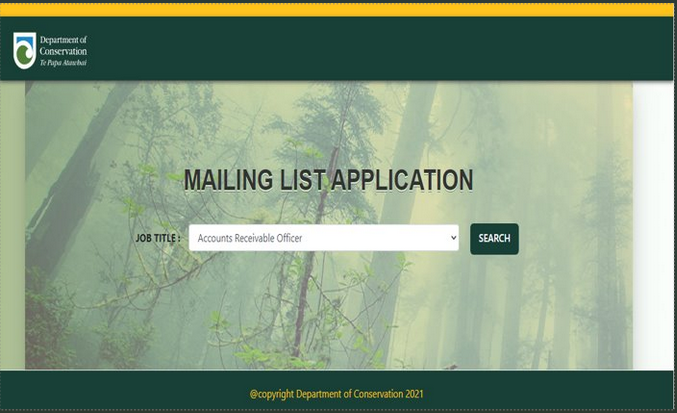 Department of
Conservation
Te Papa Atawhai
MAILING LIST APPLICATION
JOB TITLE :
Accounts Receivable Officer
SEARCH
@copyright Department of Conservation 2021